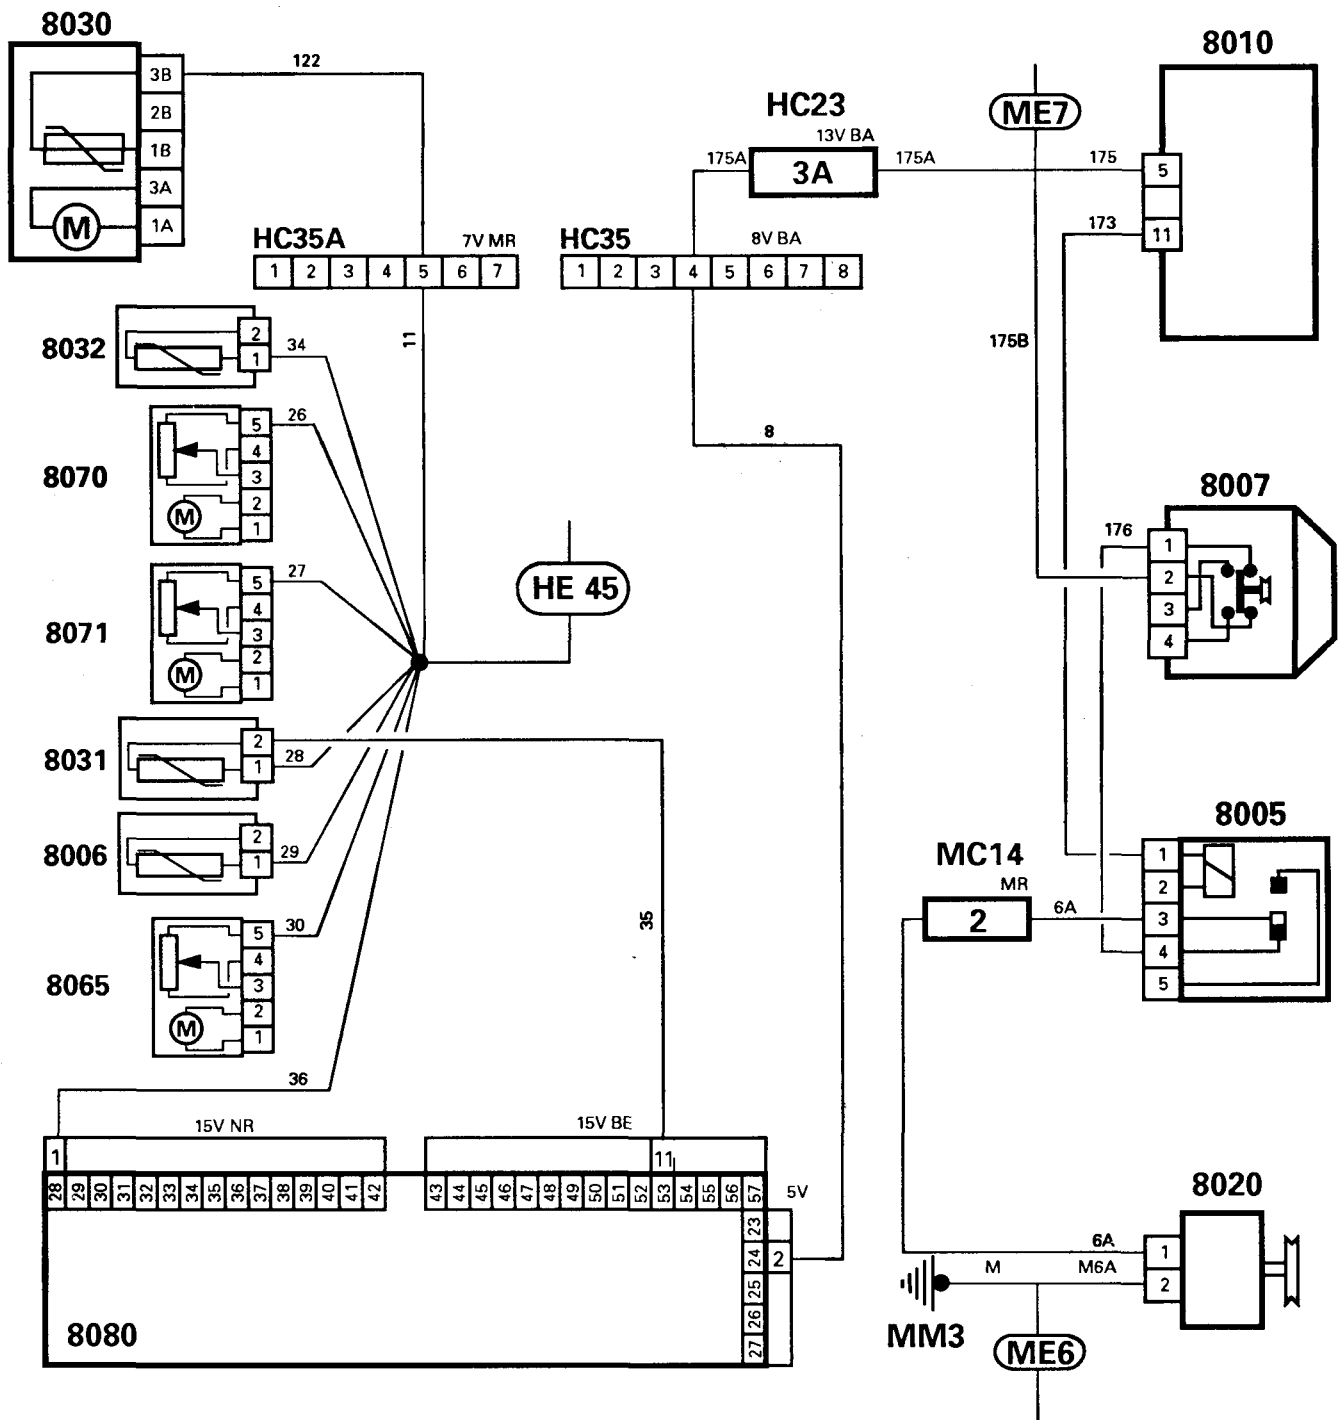 8030
3B
2B
1B
3A
1A
M
122
HC23
13V BA
175A
3A
175A
ME7
175
8010
5
11
173
HC35A
7V MR
1 2 3 4 5 6 7
HC35
8V BA
1 2 3 4 5 6 7 8
11
175B
8
8032
2
1
34
8070
5
4
3
2
1
M
26
8071
5
4
3
2
1
M
27
HE 45
8007
176
1
2
3
4
8031
2
1
28
8006
2
1
29
8065
5
4
3
2
1
M
30
35
36
MC14
MR
2
6A
8005
1
2
3
4
5
15V NR
15V BE
1
11
28 29 30 31 32 33 34 35 36 37 38 39 40 41 42
43 44 45 46 47 48 49 50 51 52 53 54 55 56 57
5V
23
24
25
26
27
2
8080
8020
6A
1
M
M6A
2
MM3
ME6